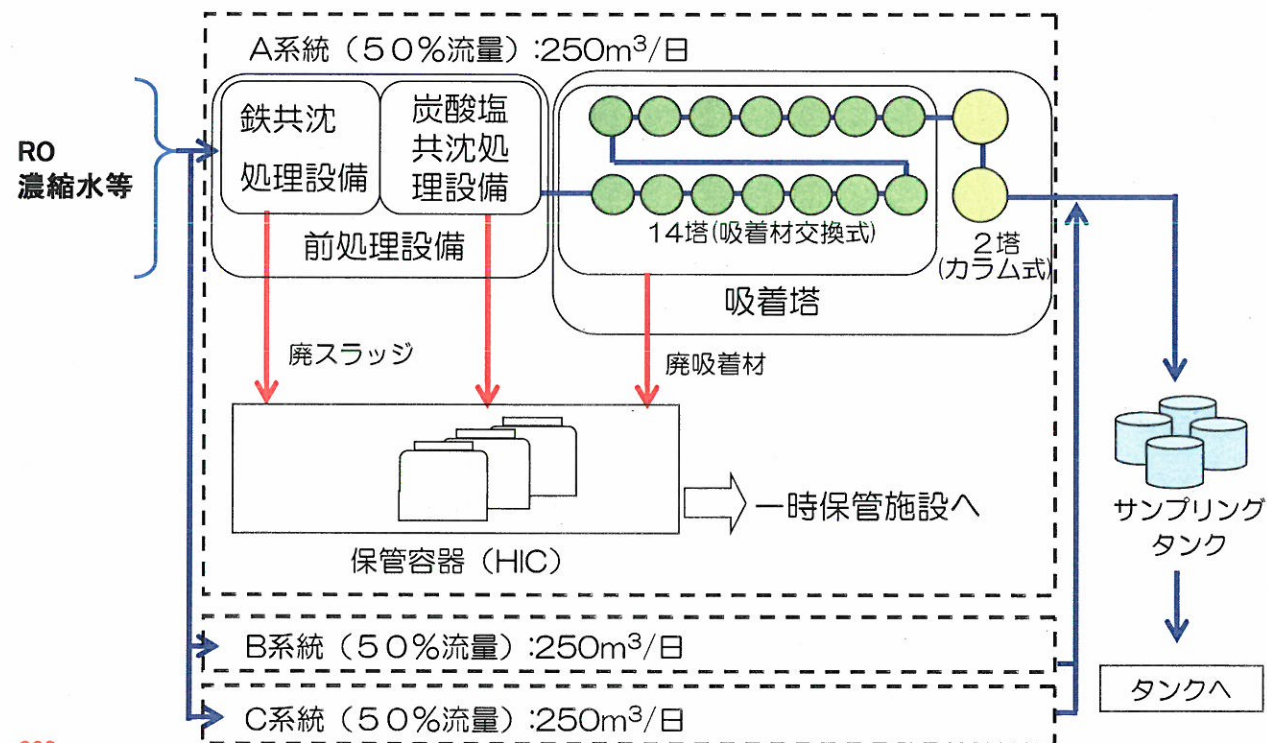 A系統（５０％流量）:250m³/日
RO
濃縮水等
鉄共沈
処理設備
炭酸塩
共沈処
理設備
前処理設備
14塔(吸着材交換式)
2塔
(カラム式)
吸着塔
廃スラッジ
廃吸着材
一時保管施設へ
保管容器（HIC）
サンプリング
タンク
タンクへ
B系統（５０％流量）:250m³/日
C系統（５０％流量）:250m³/日